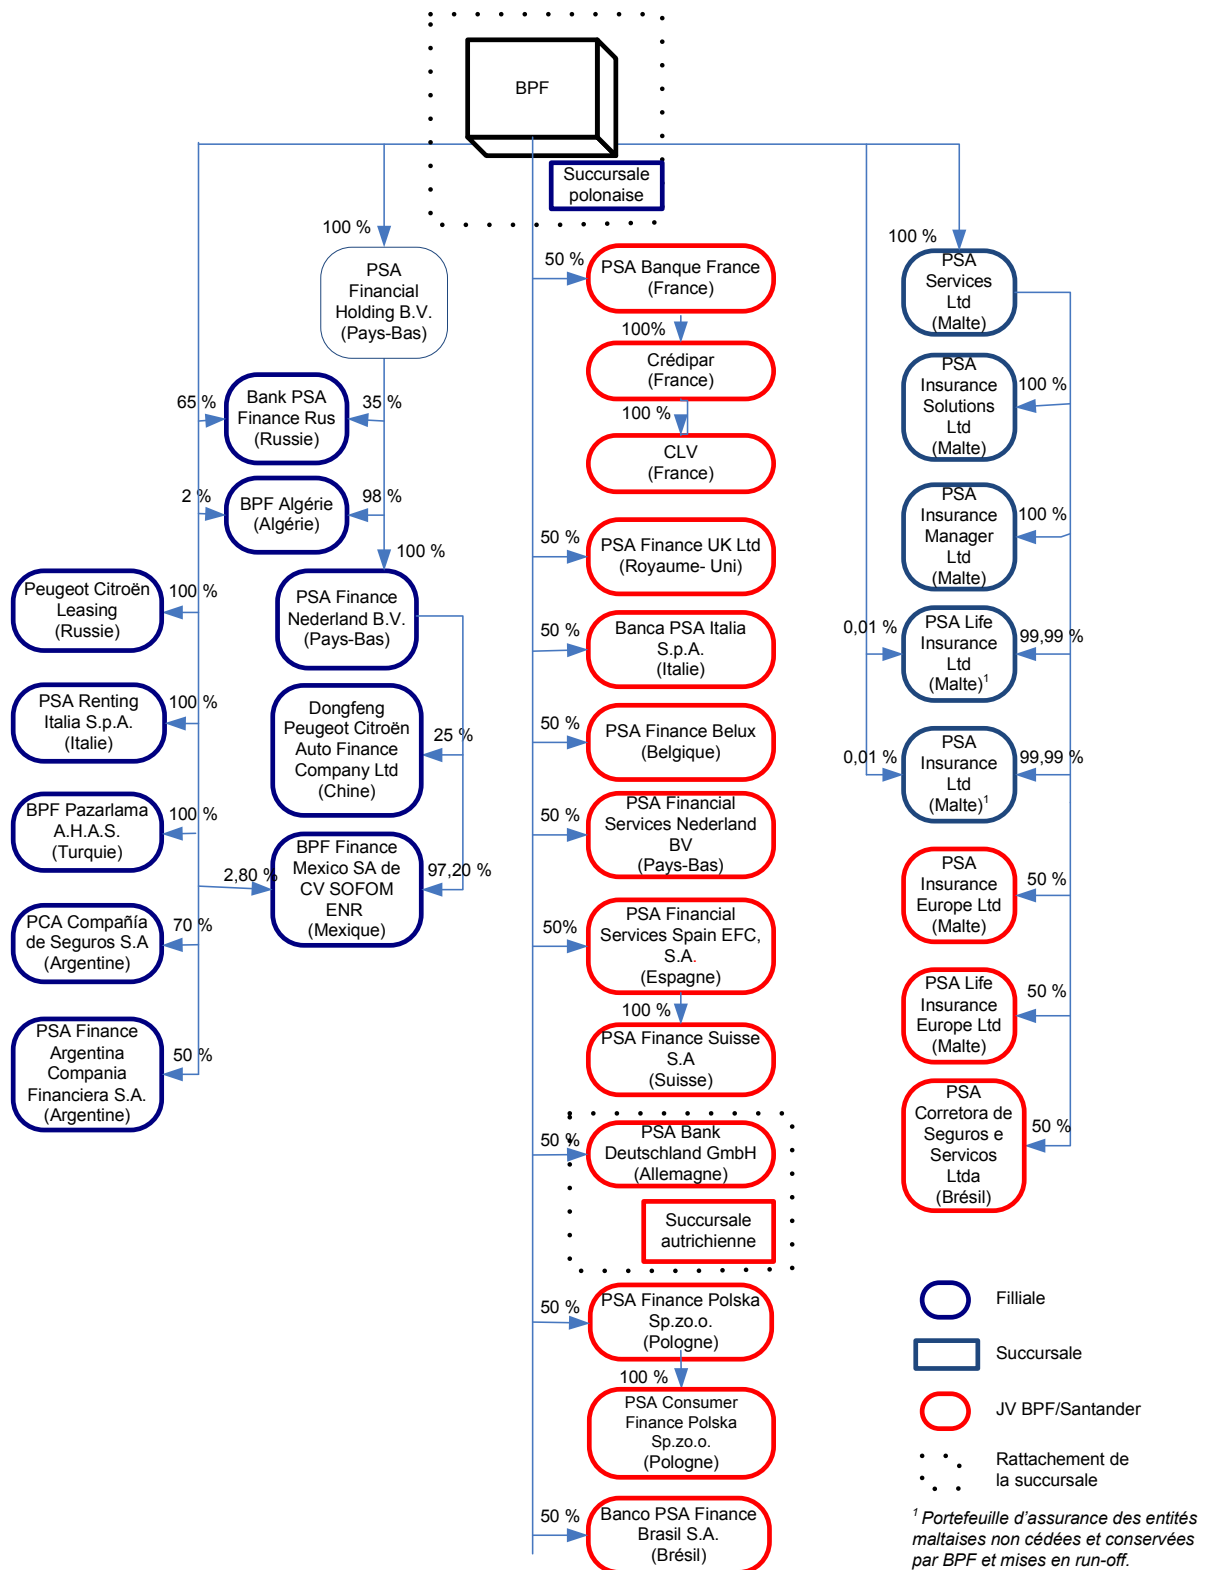 BPF
Succursale
polonaise
100 %
PSA
Financial
Holding B.V.
(Pays-Bas)
65 %
Bank PSA
Finance Rus
(Russie)
35 %
2 %
BPF Algérie
(Algérie)
98 %
100 %
Peugeot Citroën
Leasing
(Russie)
100 %
PSA Finance
Nederland B.V.
(Pays-Bas)
PSA Renting
Italia S.p.A.
(Italie)
100 %
Dongfeng
Peugeot Citroën
Auto Finance
Company Ltd
(Chine)
25 %
BPF Pazarlama
A.H.A.S.
(Turquie)
100 %
2,80 %
BPF Finance
Mexico SA de
CV SOFOM
ENR
(Mexique)
97,20 %
PCA Compañía
de Seguros S.A
(Argentine)
70 %
PSA Finance
Argentina
Compania
Financiera S.A.
(Argentine)
50 %
50 %
PSA Banque France
(France)
100%
Crédipar
(France)
100 %
CLV
(France)
50 %
PSA Finance UK Ltd
(Royaume- Uni)
50 %
Banca PSA Italia
S.p.A.
(Italie)
50 %
PSA Finance Belux
(Belgique)
50 %
PSA Financial
Services Nederland
BV
(Pays-Bas)
50%
PSA Financial
Services Spain EFC,
S.A.
(Espagne)
100 %
PSA Finance Suisse
S.A
(Suisse)
50 %
PSA Bank
Deutschland GmbH
(Allemagne)
Succursale
autrichienne
50 %
PSA Finance Polska
Sp.zo.o.
(Pologne)
100 %
PSA Consumer
Finance Polska
Sp.zo.o.
(Pologne)
50 %
Banco PSA Finance
Brasil S.A.
(Brésil)
100 %
PSA
Services
Ltd
(Malte)
PSA
Insurance
Solutions
Ltd
(Malte)
100 %
PSA
Insurance
Manager
Ltd
(Malte)
100 %
0,01 %
PSA Life
Insurance
Ltd
(Malte)¹
99,99 %
0,01 %
PSA
Insurance
Ltd
(Malte)¹
99,99 %
PSA
Insurance
Europe Ltd
(Malte)
50 %
PSA Life
Insurance
Europe Ltd
(Malte)
50 %
PSA
Corretora de
Seguros e
Servicos
Ltda
(Brésil)
50 %
Filliale
Succursale
JV BPF/Santander
Rattachement de
la succursale
¹ Portefeuille d'assurance des entités
maltaises non cédées et conservées
par BPF et mises en run-off.